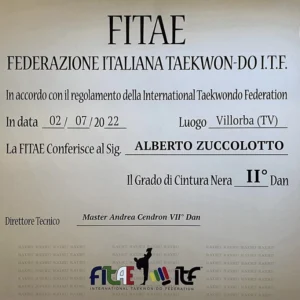 FITAE
FEDERAZIONE ITALIANA TAEKWON-DO I.T.F.
In accordo con il regolamento della International Taekwondo Federation
In data 02 / 07 / 2022 Luogo Villorba (TV)
La FITAE Conferisce al Sig. ALBERTO ZUCCOLOTTO
Il Grado di Cintura Nera II° Dan
Direttore Tecnico Master Andrea Cendron VII° Dan
FITAE itf
INTERNATIONAL TAEKWON-DO FEDERATION